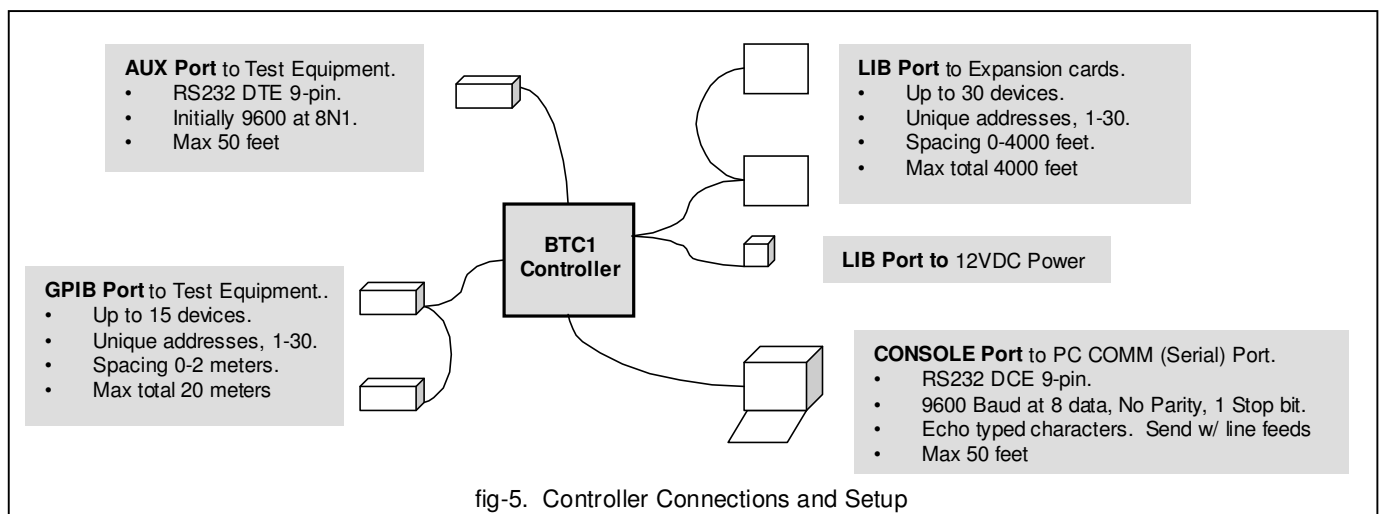 AUX Port to Test Equipment.
• RS232 DTE 9-pin.
• Initially 9600 at 8N1.
• Max 50 feet
LIB Port to Expansion cards.
• Up to 30 devices.
• Unique addresses, 1-30.
• Spacing 0-4000 feet.
• Max total 4000 feet
BTC1
Controller
LIB Port to 12VDC Power
GPIB Port to Test Equipment..
• Up to 15 devices.
• Unique addresses, 1-30.
• Spacing 0-2 meters.
• Max total 20 meters
CONSOLE Port to PC COMM (Serial) Port.
• RS232 DCE 9-pin.
• 9600 Baud at 8 data, No Parity, 1 Stop bit.
• Echo typed characters. Send w/ line feeds
• Max 50 feet
fig-5. Controller Connections and Setup